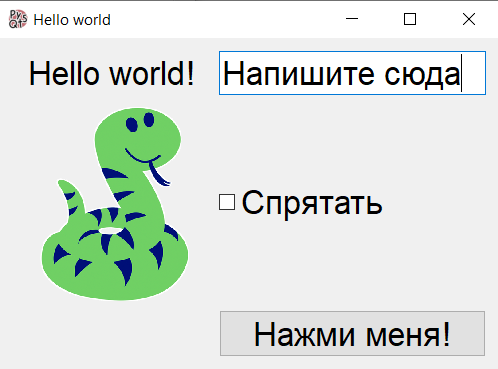 Hello world
Hello world!
Напишите сюда
Спрятать
Нажми меня!